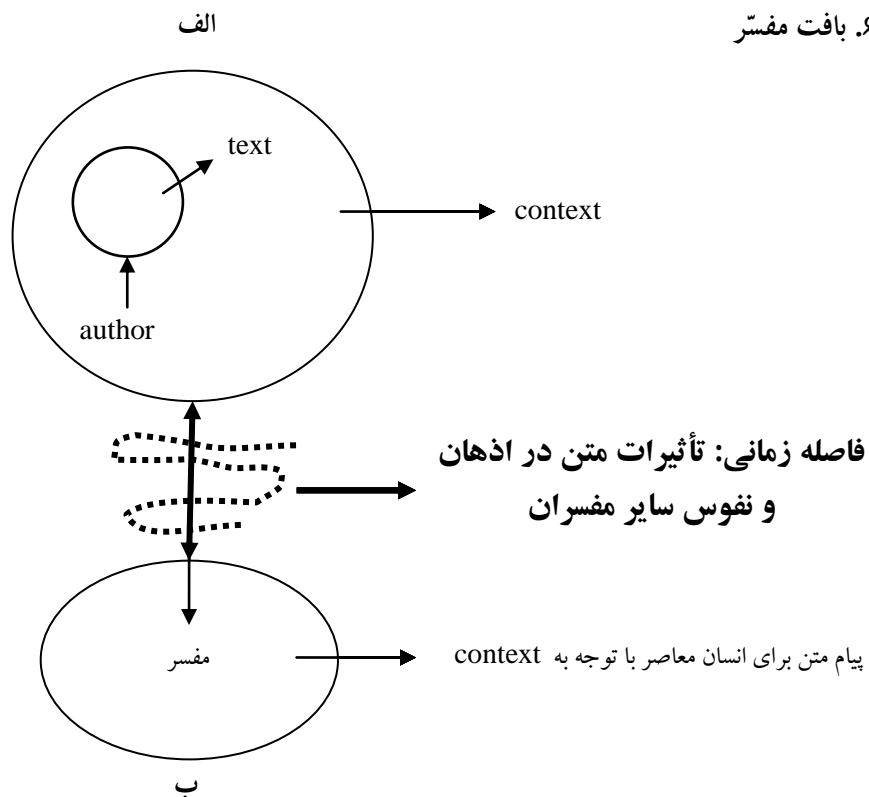 ۶. بافت مفسّر
الف
text
context
author
فاصله زمانی: تأثیرات متن در اذهان
و نفوس سایر مفسران
مفسر
پیام متن برای انسان معاصر با توجه به context
ب